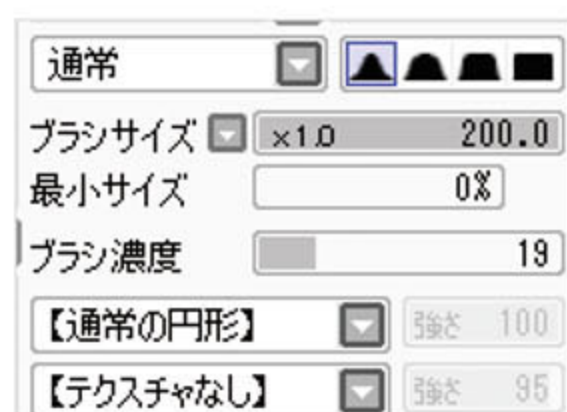 通常
ブラシサイズ ×1.0 200.0
最小サイズ 0%
ブラシ濃度 19
【通常の円形】 強さ 100
【テクスチャなし】 強さ 95